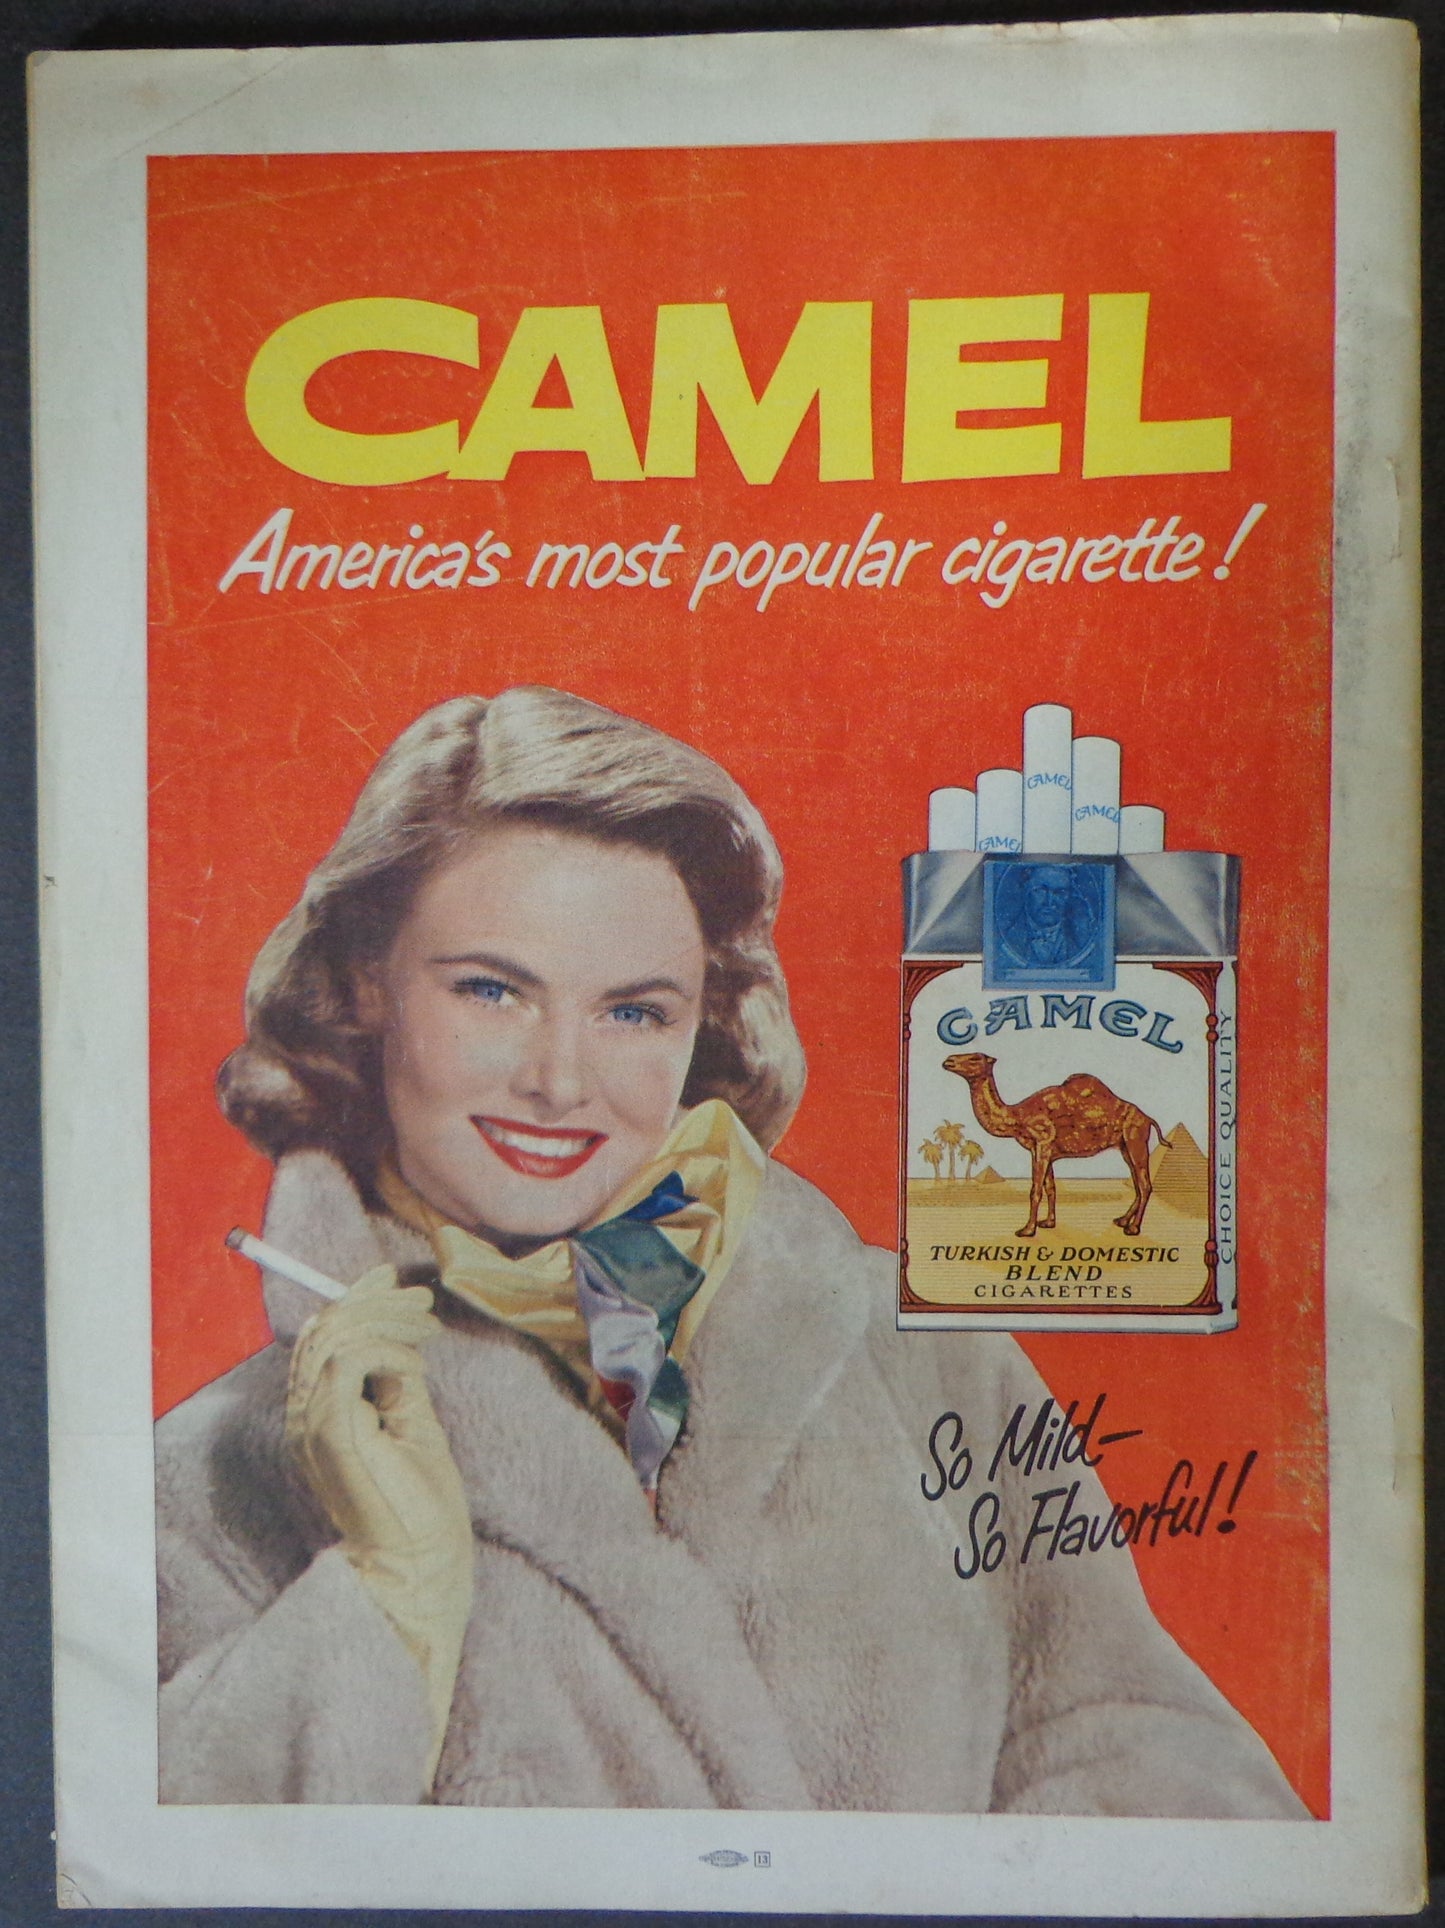 CAMEL
America's most popular cigarette!
CAMEL
CAMEL
CAMEL
CAMEL
CHOICE QUALITY
TURKISH & DOMESTIC
BLEND
CIGARETTES
So Mild-
So Flavorful!
13